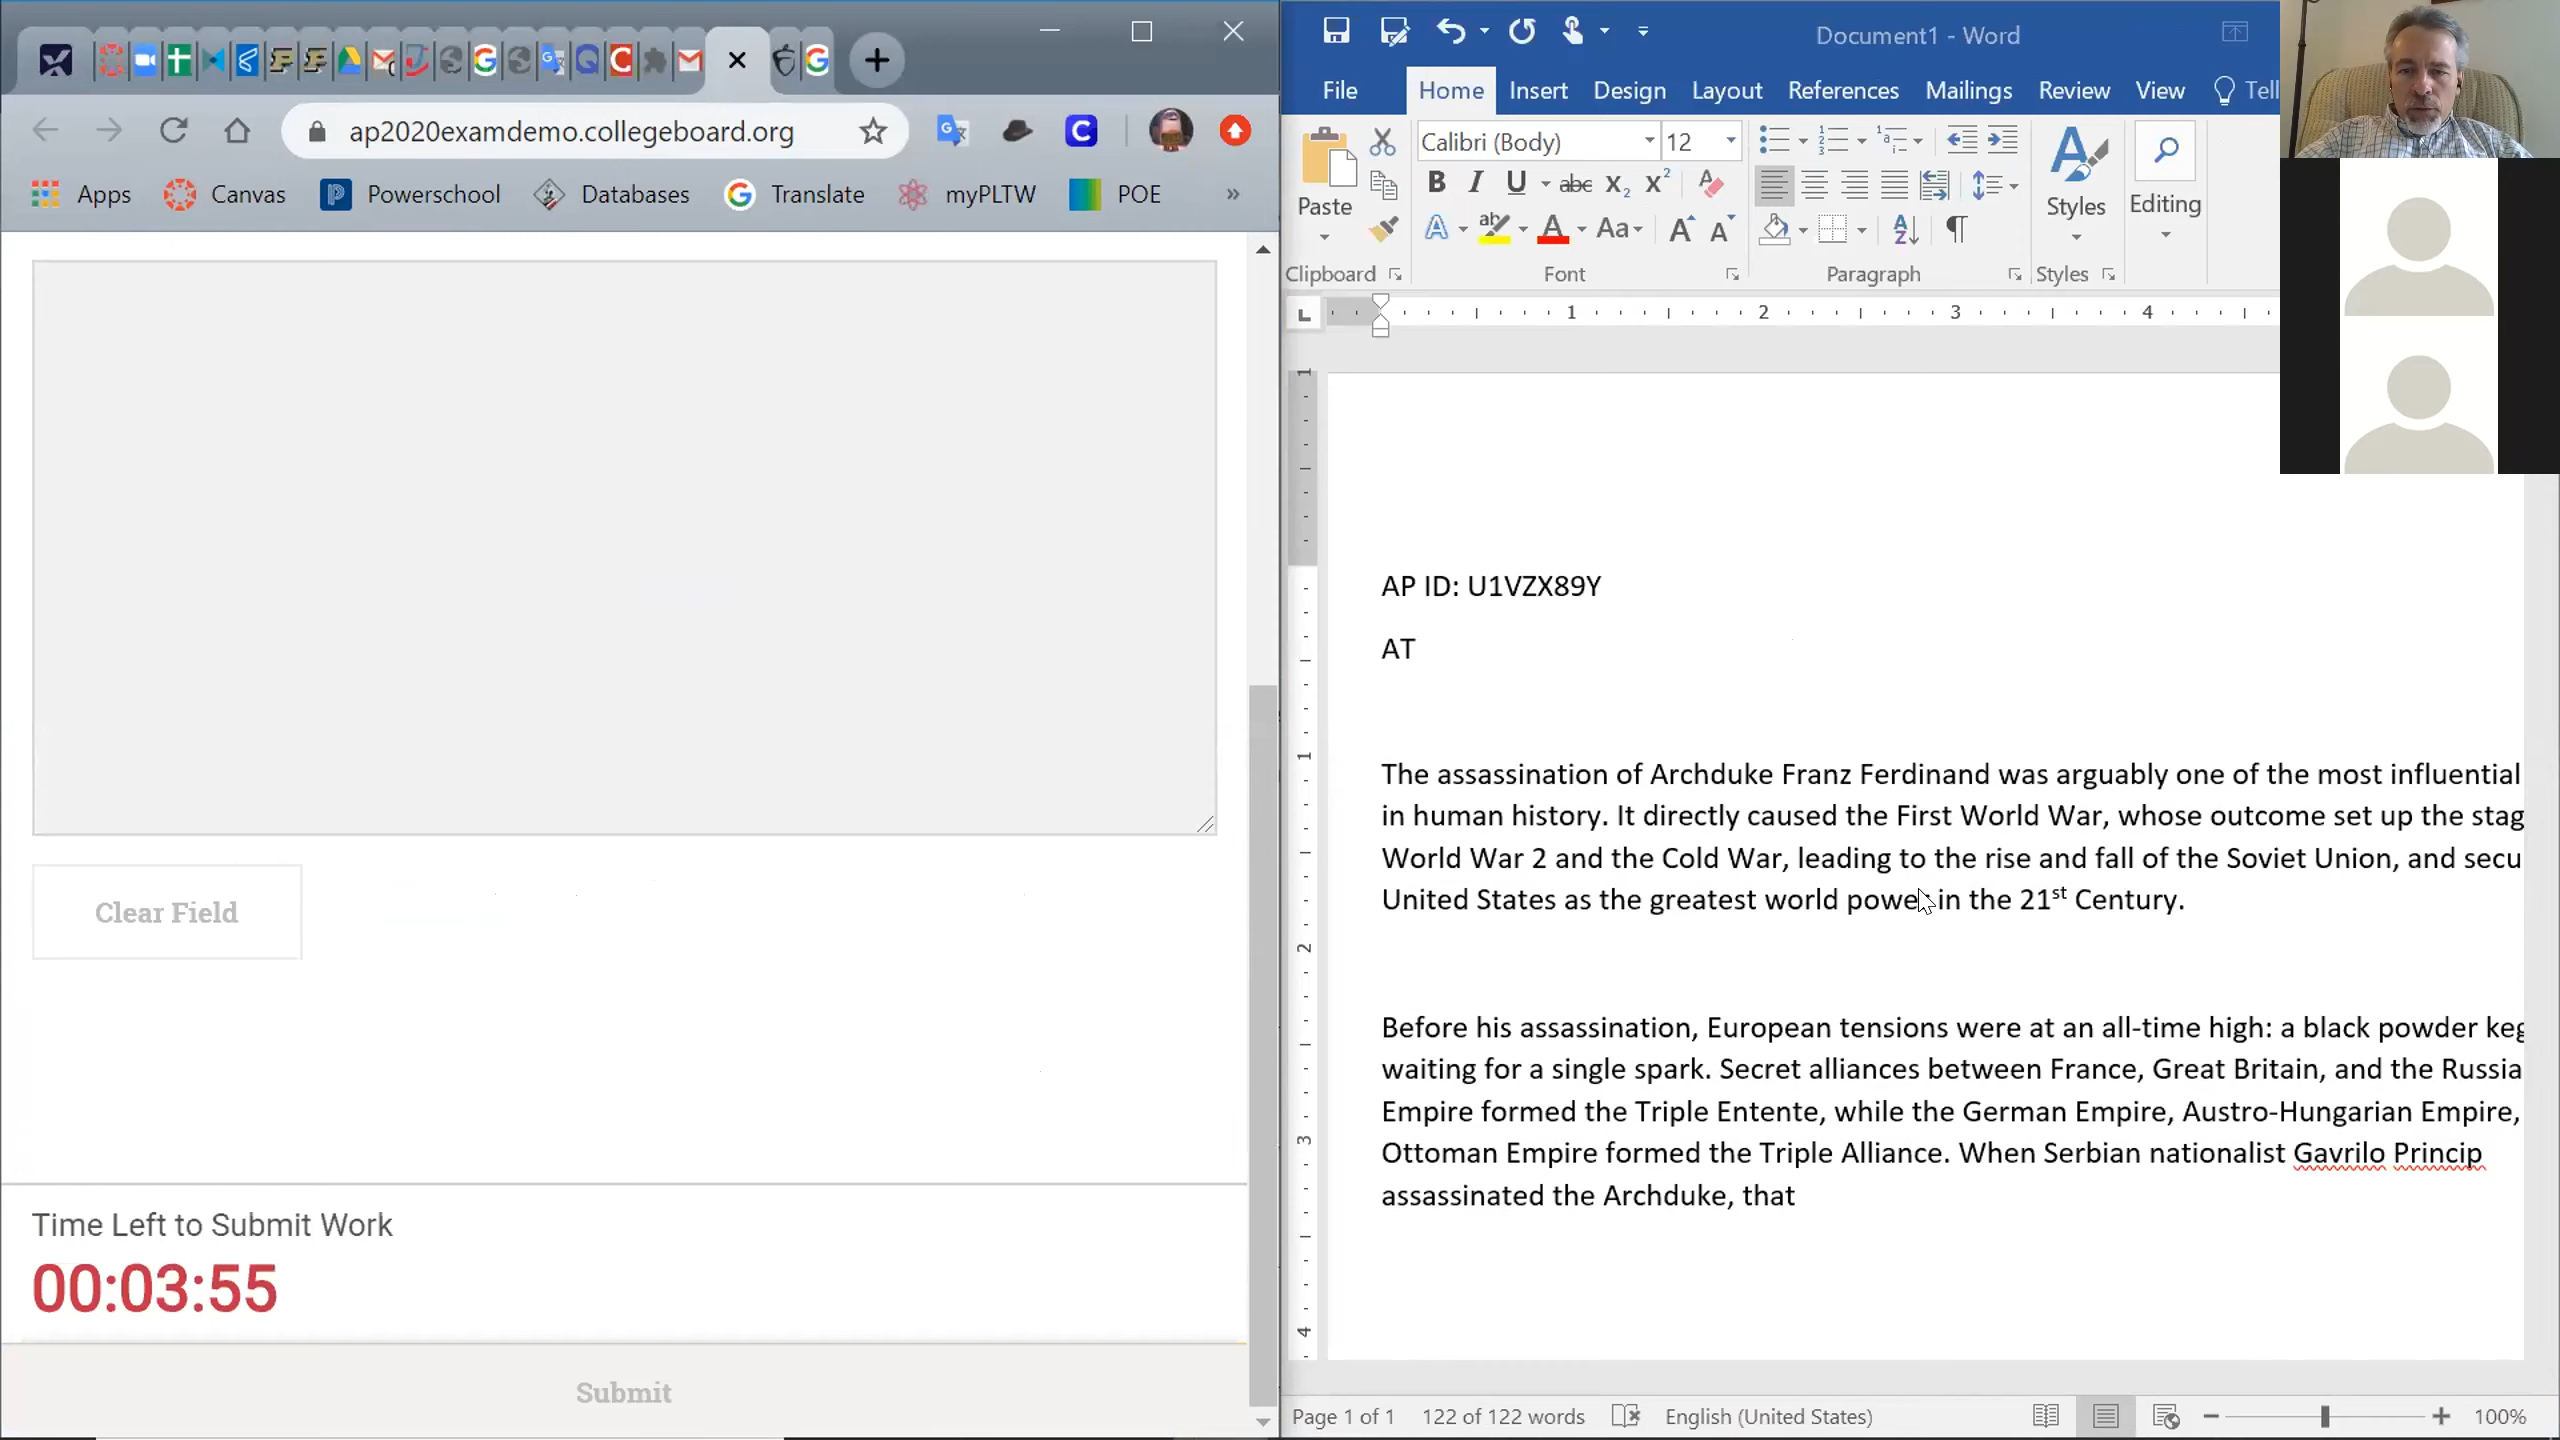 ap2020examdemo.collegeboard.org
Apps Canvas Powerschool Databases Translate myPLTW POE »
Clear Field
Time Left to Submit Work
00:03:55
Submit
Document1 - Word
File Home Insert Design Layout References Mailings Review View Tell
Calibri (Body) 12
Paste
Styles
Editing
Clipboard Font Paragraph Styles
1 2 3 4
AP ID: U1VZX89Y
AT
The assassination of Archduke Franz Ferdinand was arguably one of the most influential
in human history. It directly caused the First World War, whose outcome set up the stag
World War 2 and the Cold War, leading to the rise and fall of the Soviet Union, and secu
United States as the greatest world power in the 21st Century.
Before his assassination, European tensions were at an all-time high: a black powder keg
waiting for a single spark. Secret alliances between France, Great Britain, and the Russia
Empire formed the Triple Entente, while the German Empire, Austro-Hungarian Empire,
Ottoman Empire formed the Triple Alliance. When Serbian nationalist Gavrilo Princip
assassinated the Archduke, that
Page 1 of 1 122 of 122 words English (United States) 100%